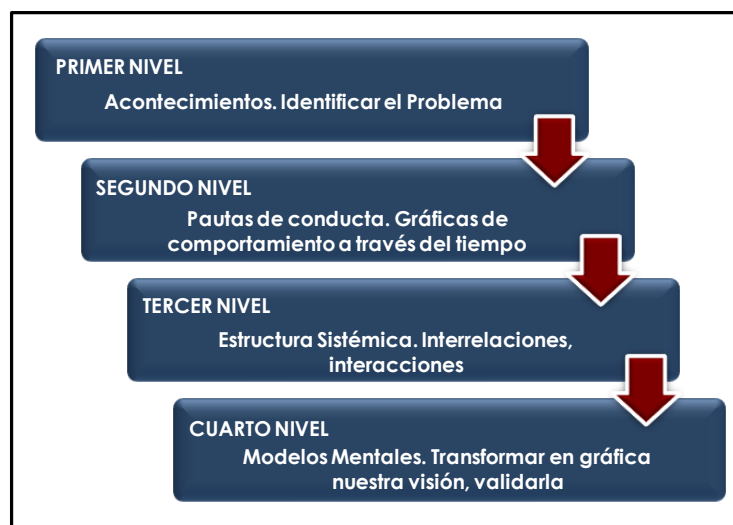 PRIMER NIVEL
Acontecimientos. Identificar el Problema
SEGUNDO NIVEL
Pautas de conducta. Gráficas de
comportamiento a través del tiempo
TERCER NIVEL
Estructura Sistémica. Interrelaciones,
interacciones
CUARTO NIVEL
Modelos Mentales. Transformar en gráfica
nuestra visión, validarla